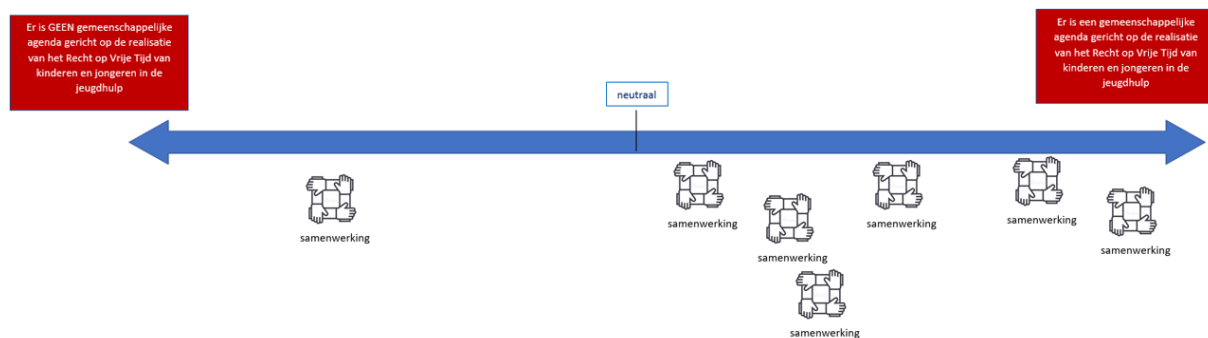 Er is GEEN gemeenschappelijke
agenda gericht op de realisatie
van het Recht op Vrije Tijd van
kinderen en jongeren in de
jeugdhulp
Er is een gemeenschappelijke
agenda gericht op de realisatie
van het Recht op Vrije Tijd van
kinderen en jongeren in de
jeugdhulp
neutraal
samenwerking
samenwerking
samenwerking
samenwerking
samenwerking
samenwerking
samenwerking